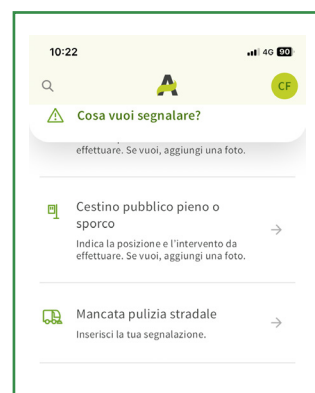 10:22
4G 90
CF
Cosa vuoi segnalare?
effettuare. Se vuoi, aggiungi una foto.
Cestino pubblico pieno o
sporco
Indica la posizione e l'intervento da
effettuare. Se vuoi, aggiungi una foto.
Mancata pulizia stradale
Inserisci la tua segnalazione.